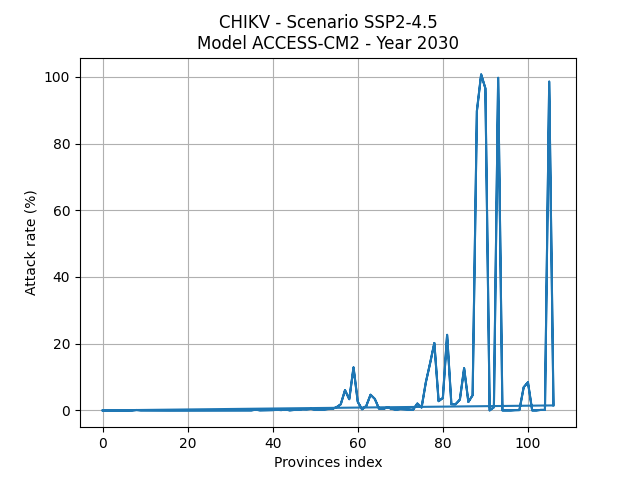 CHIKV - Scenario SSP2-4.5
Model ACCESS-CM2 - Year 2030
Attack rate (%)
100
80
60
40
20
0
0 20 40 60 80 100
Provinces index